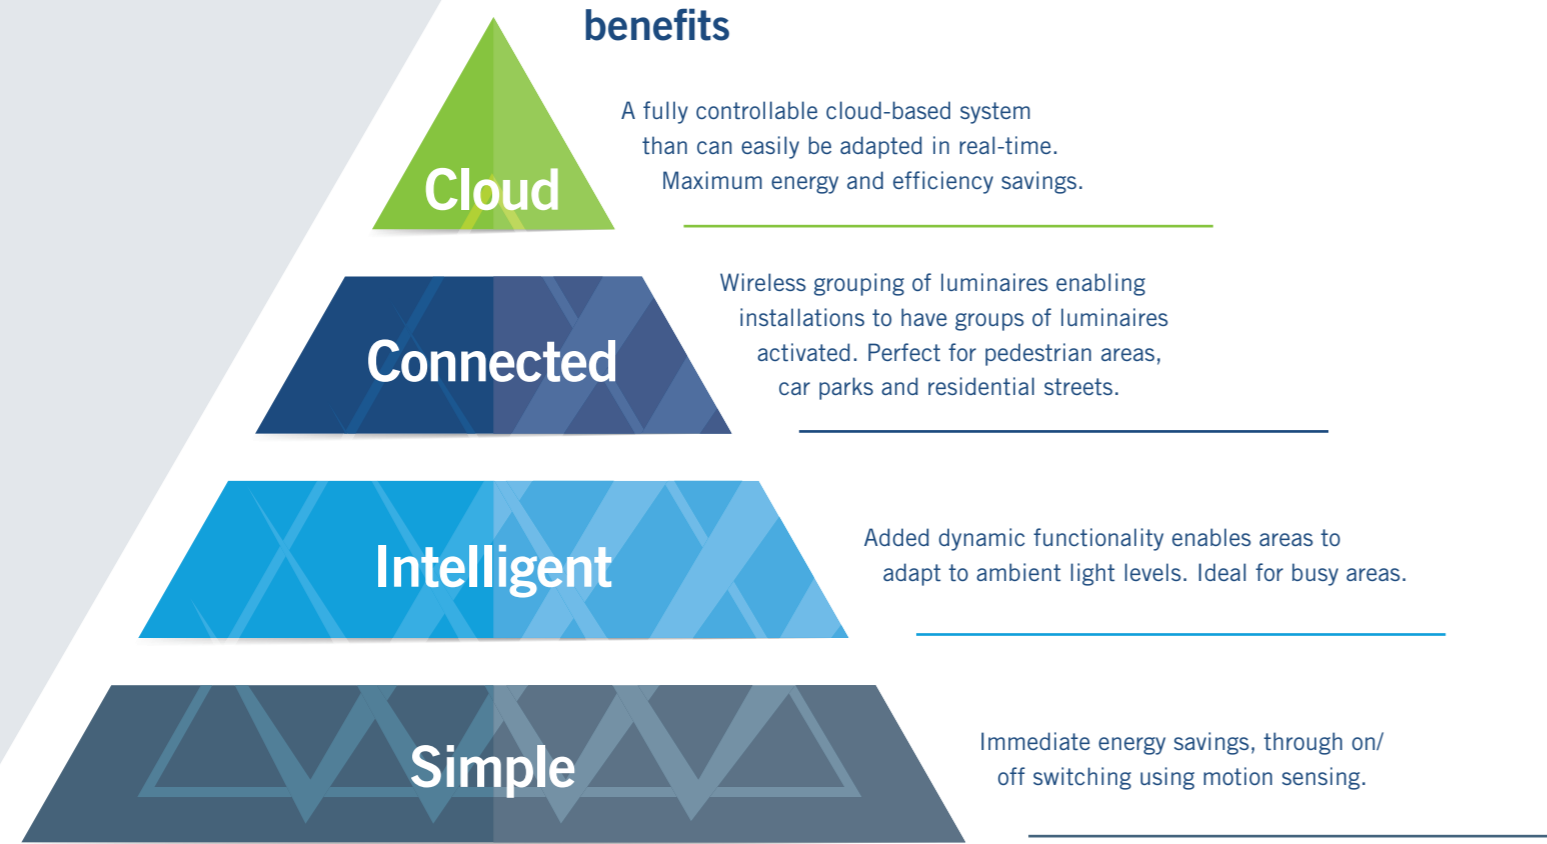 benefits
Cloud
A fully controllable cloud-based system
than can easily be adapted in real-time.
Maximum energy and efficiency savings.
Connected
Wireless grouping of luminaires enabling
installations to have groups of luminaires
activated. Perfect for pedestrian areas,
car parks and residential streets.
Intelligent
Added dynamic functionality enables areas to
adapt to ambient light levels. Ideal for busy areas.
Simple
Immediate energy savings, through on/
off switching using motion sensing.